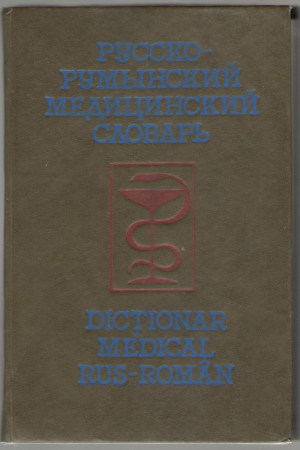 РУССКО-
РУМЫНСКИЙ
МЕДИЦИНСКИЙ
СЛОВАРЬ
DICȚIONAR
MEDICAL
RUS-ROMÂN